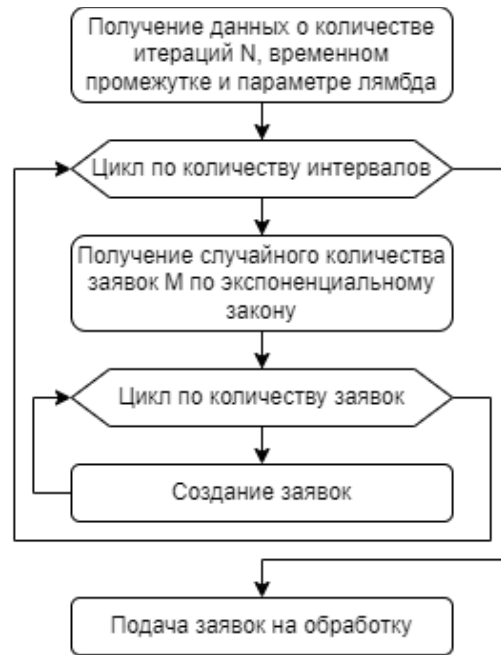 Получение данных о количестве
итераций N, временном
промежутке и параметре лямбда
Цикл по количеству интервалов
Получение случайного количества
заявок M по экспоненциальному
закону
Цикл по количеству заявок
Создание заявок
Подача заявок на обработку